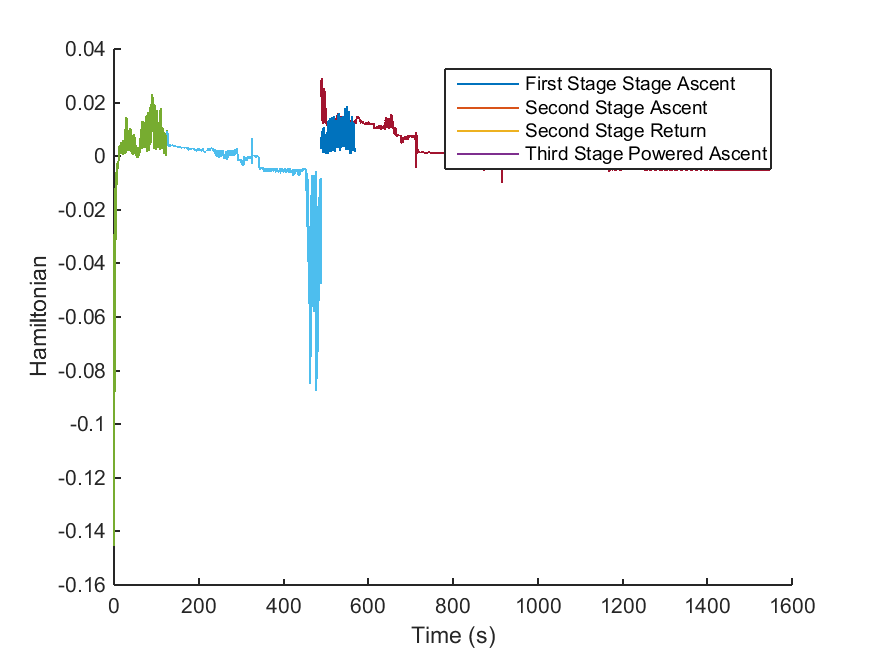 0.04
0.02
0
-0.02
-0.04
-0.06
-0.08
-0.1
-0.12
-0.14
-0.16
Hamiltonian
First Stage Stage Ascent
Second Stage Ascent
Second Stage Return
Third Stage Powered Ascent
0 200 400 600 800 1000 1200 1400 1600
Time (s)